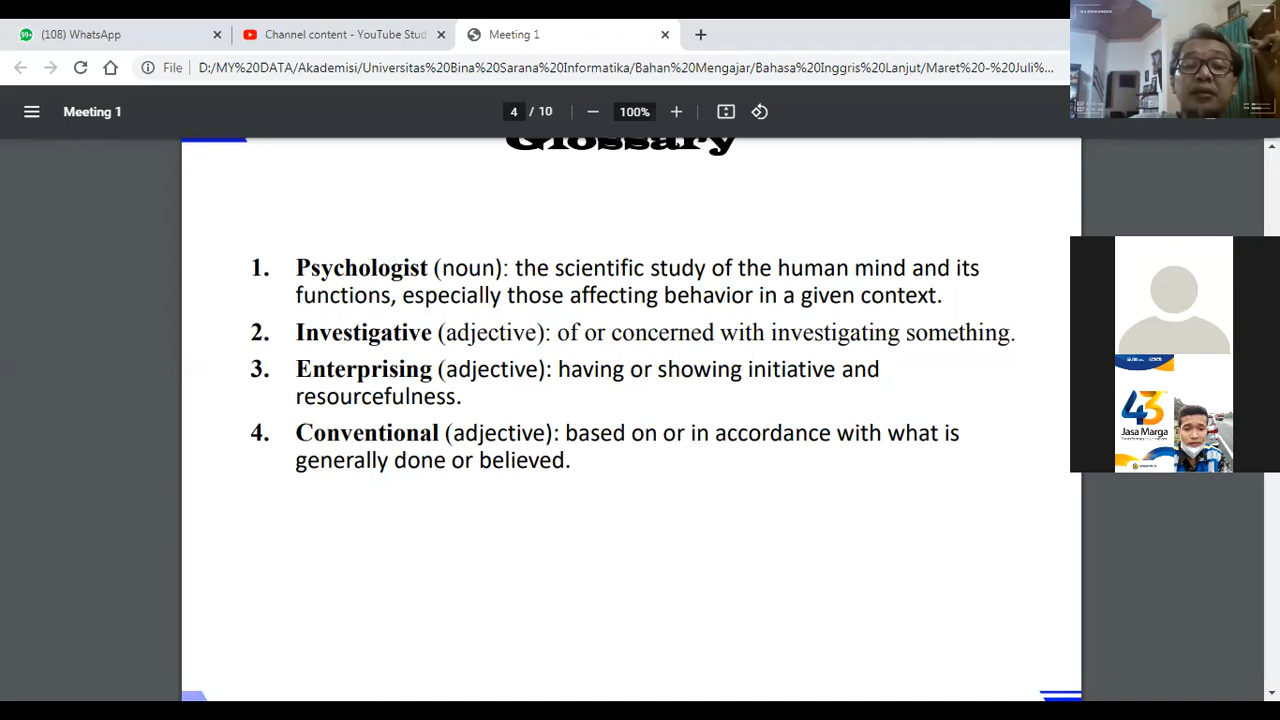 (108) WhatsApp
Channel content - YouTube Stud
Meeting 1
File
D:/MY%20DATA/Akademisi/Universitas%20Bina%20Sarana%20Informatika/Bahan%20Mengajar/Bahasa%20Inggris%20Lanjut/Maret%20-%20Juli%...
Meeting 1
4 / 10
100%
Glossary
1. Psychologist (noun): the scientific study of the human mind and its
functions, especially those affecting behavior in a given context.
2. Investigative (adjective): of or concerned with investigating something.
3. Enterprising (adjective): having or showing initiative and
resourcefulness.
4. Conventional (adjective): based on or in accordance with what is
generally done or believed.
43
Jasa Marga